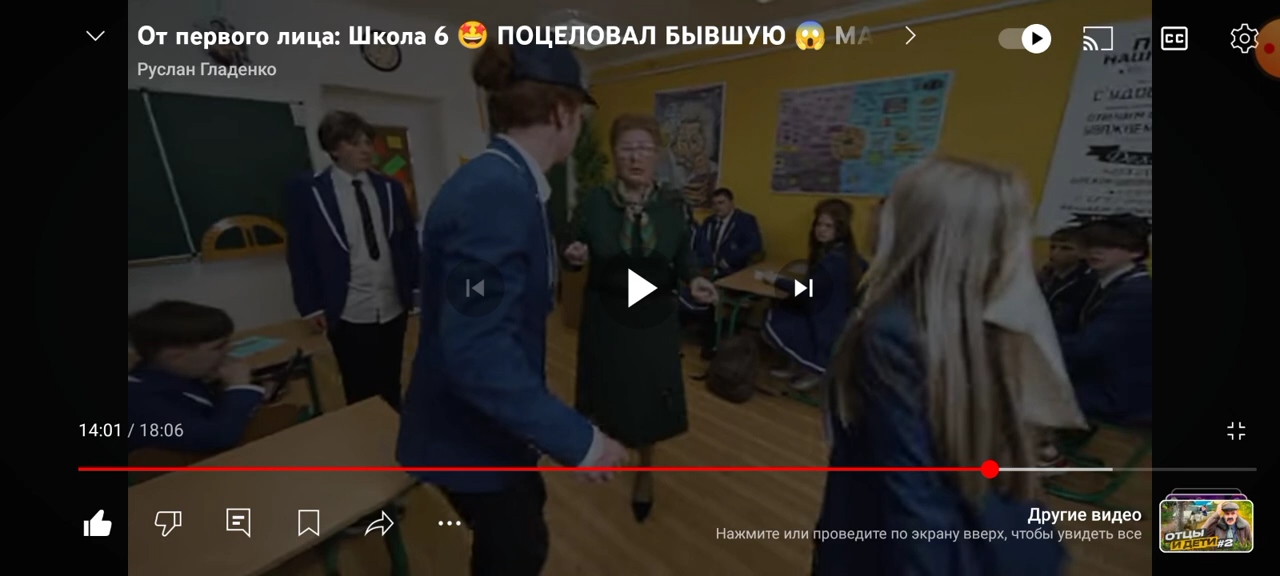 От первого лица: Школа 6 🤩 ПОЦЕЛОВАЛ БЫВШУЮ 😱 МА
Руслан Гладенко
CC
14:01 / 18:06
Другие видео
Нажмите или проведите по экрану вверх, чтобы увидеть все
ОТЦЫ
И ДЕТИ #2